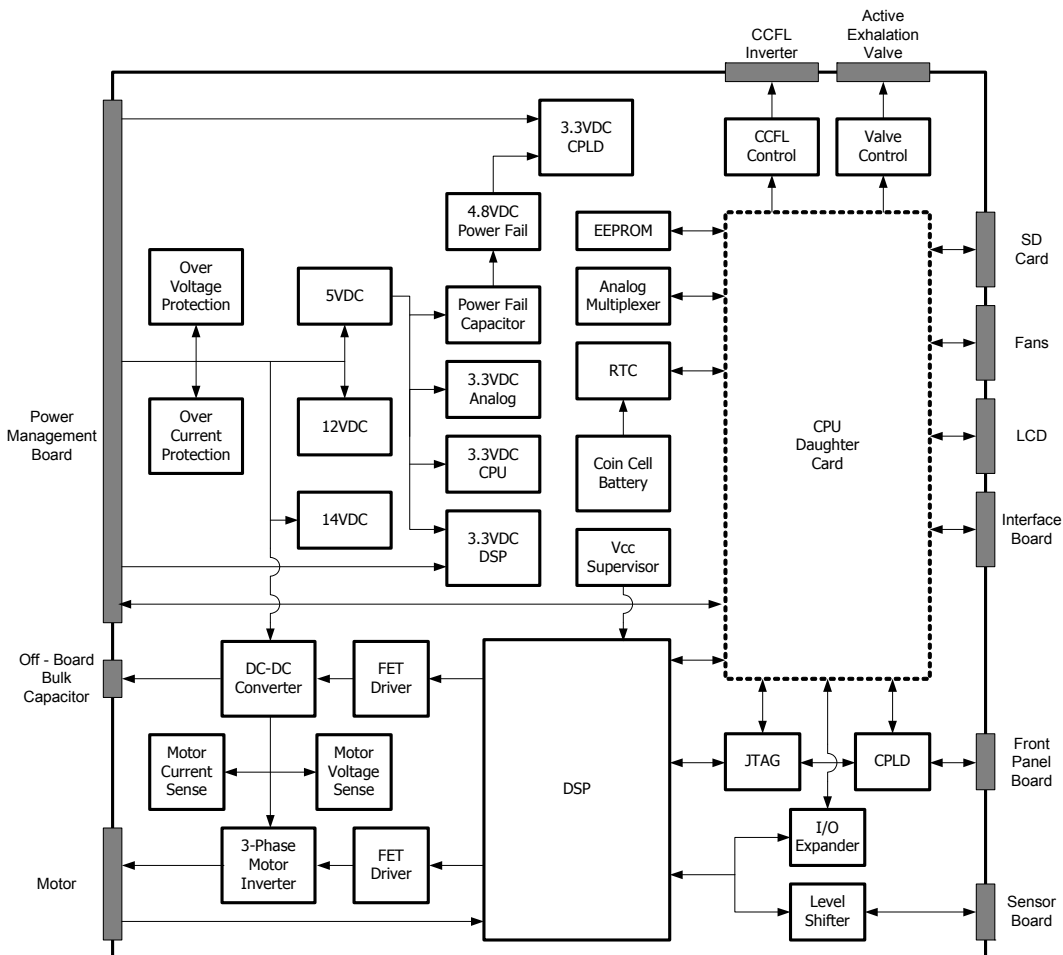 CCFL
Inverter
Active
Exhalation
Valve
3.3VDC
CPLD
CCFL
Control
Valve
Control
4.8VDC
Power Fail
EEPROM
SD
Card
Over
Voltage
Protection
5VDC
Power Fail
Capacitor
Analog
Multiplexer
Fans
RTC
3.3VDC
Analog
Power
Management
Board
Over
Current
Protection
12VDC
CPU
Daughter
Card
LCD
3.3VDC
CPU
Coin Cell
Battery
14VDC
3.3VDC
DSP
Vcc
Supervisor
Interface
Board
Off - Board
Bulk
Capacitor
DC-DC
Converter
FET
Driver
Motor
Current
Sense
Motor
Voltage
Sense
DSP
JTAG
CPLD
Front
Panel
Board
I/O
Expander
Motor
3-Phase
Motor
Inverter
FET
Driver
Level
Shifter
Sensor
Board